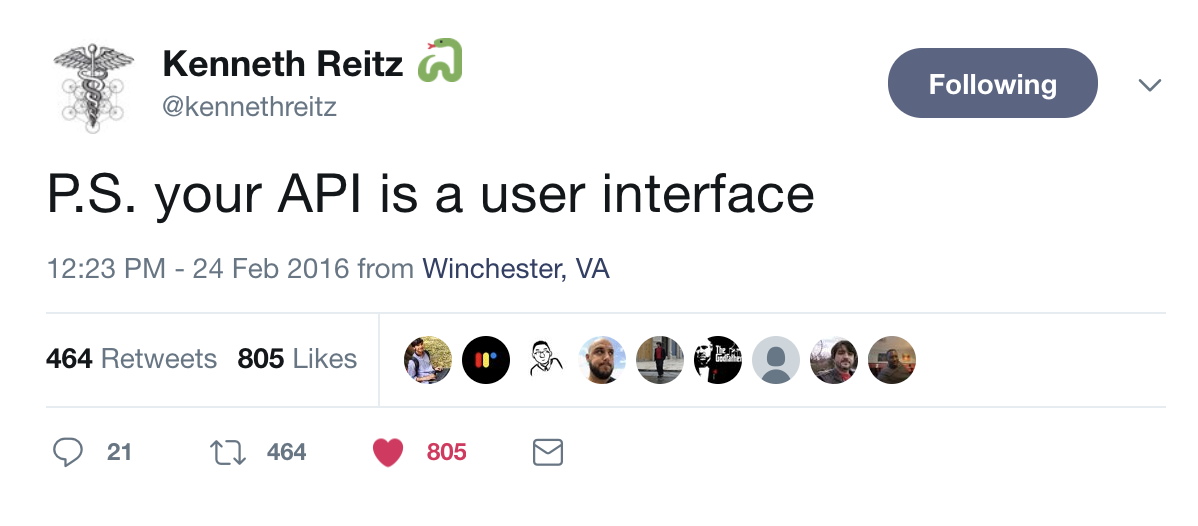 Kenneth Reitz 🐍
@kennethreitz
Following
P.S. your API is a user interface
12:23 PM - 24 Feb 2016 from Winchester, VA
464 Retweets 805 Likes
The Godfather
21 464 805